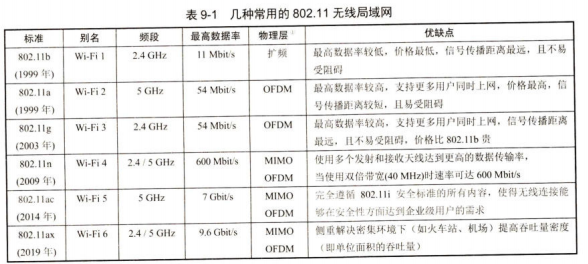 表 9-1 几种常用的 802.11 无线局域网
标准 别名 频段 最高数据率 物理层 优缺点
802.11b Wi-Fi 1 2.4 GHz 11 Mbit/s 扩频 最高数据率较低，价格最低，信号传播距离最远，且不易
(1999 年) 受阻碍
802.11a Wi-Fi 2 5 GHz 54 Mbit/s OFDM 最高数据率较高，支持更多用户同时上网，价格最高，信
(1999 年) 号传播距离较短，且易受阻碍
802.11g Wi-Fi 3 2.4 GHz 54 Mbit/s OFDM 最高数据率较高，支持更多用户同时上网，信号传播距离
(2003 年) 最远，且不易受阻碍，价格比 802.11b 贵
802.11n Wi-Fi 4 2.4 / 5 GHz 600 Mbit/s MIMO 使用多个发射和接收天线达到更高的数据传输率，
(2009 年) OFDM 当使用双倍带宽(40 MHz)时速率可达 600 Mbit/s
802.11ac Wi-Fi 5 5 GHz 7 Gbit/s MIMO 完全遵循 802.11i 安全标准的所有内容，使得无线连接能
(2014 年) OFDM 够在安全性方面达到企业级用户的需求
802.11ax Wi-Fi 6 2.4 / 5 GHz 9.6 Gbit/s MIMO 侧重解决密集环境下（如火车站、机场）提高吞吐量密度
(2019 年) OFDM （即单位面积的吞吐量）